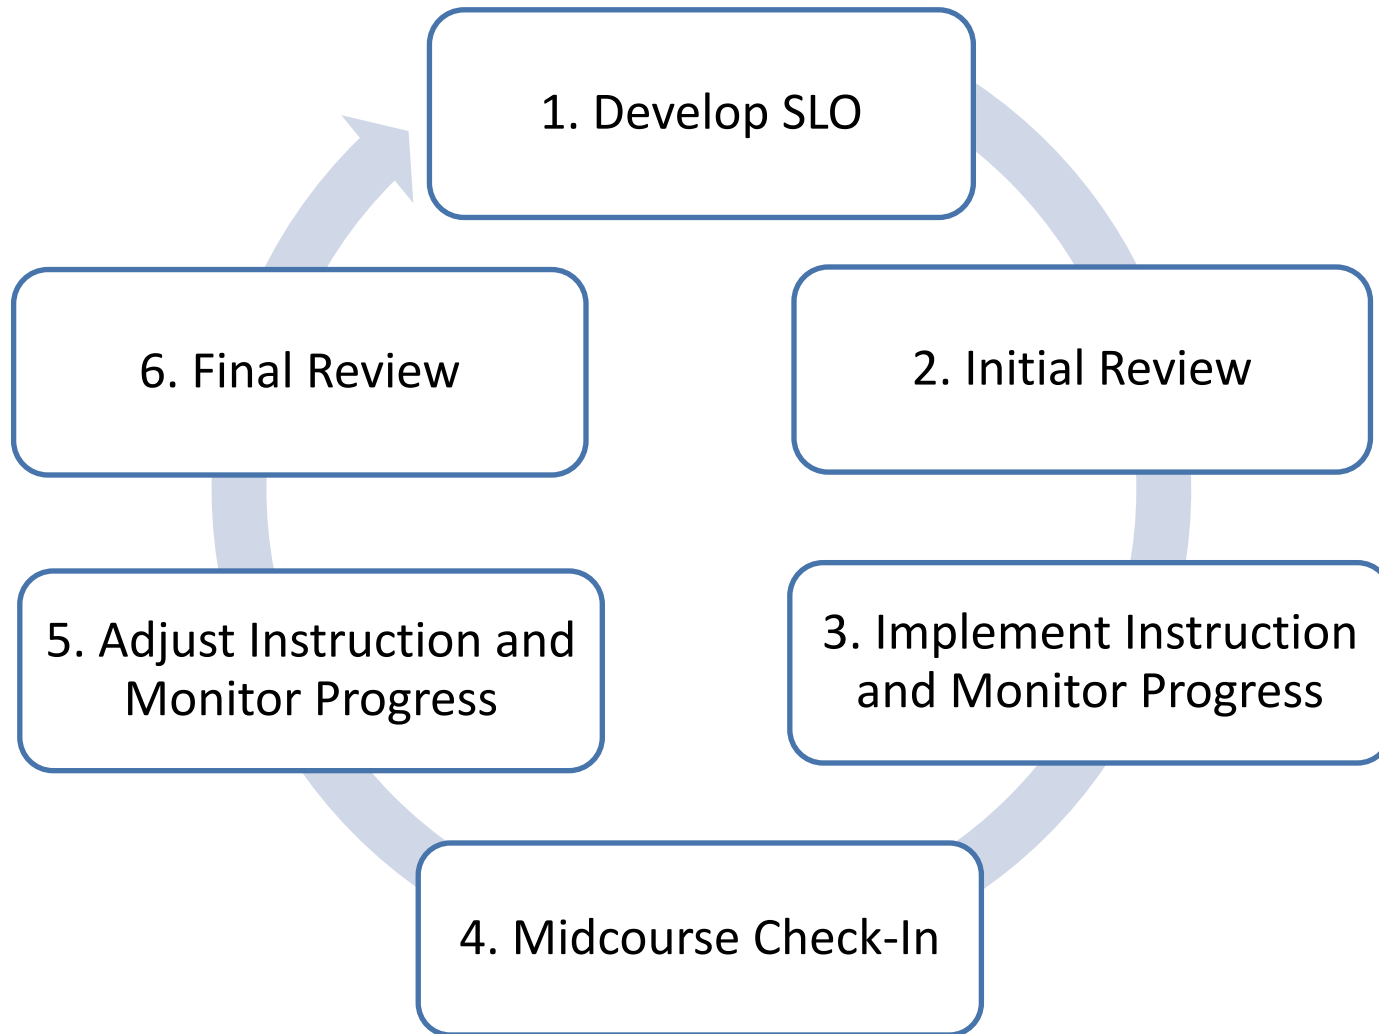 1. Develop SLO
2. Initial Review
3. Implement Instruction
and Monitor Progress
4. Midcourse Check-In
5. Adjust Instruction and
Monitor Progress
6. Final Review